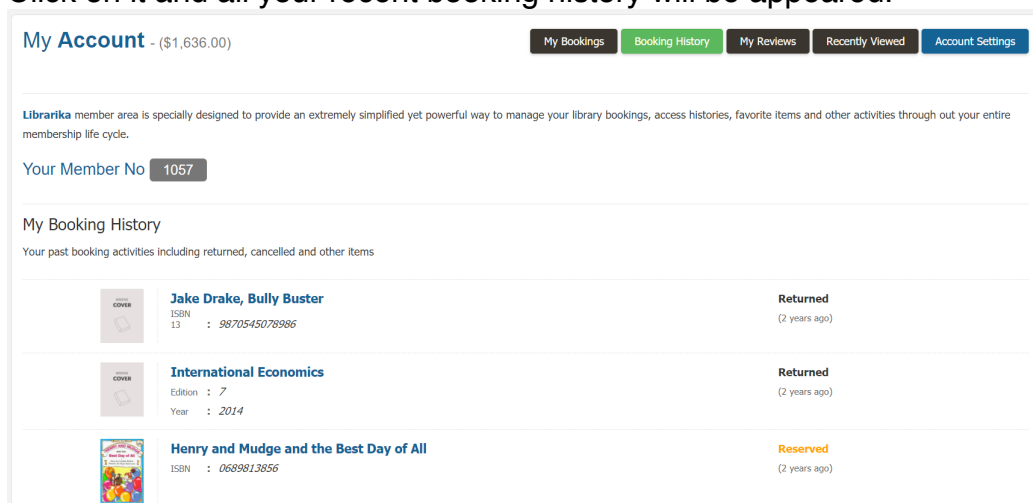 Click on it and all your recent booking history will be appeared.
My Account - ($1,636.00)
My Bookings
Booking History
My Reviews
Recently Viewed
Account Settings
Librarika member area is specially designed to provide an extremely simplified yet powerful way to manage your library bookings, access histories, favorite items and other activities through out your entire
membership life cycle.
Your Member No 1057
My Booking History
Your past booking activities including returned, cancelled and other items
COVER
Jake Drake, Bully Buster
ISBN
13 : 9870545078986
Returned
(2 years ago)
COVER
International Economics
Edition : 7
Year : 2014
Returned
(2 years ago)
Henry and Mudge and the Best Day of All
ISBN : 0689813856
Reserved
(2 years ago)